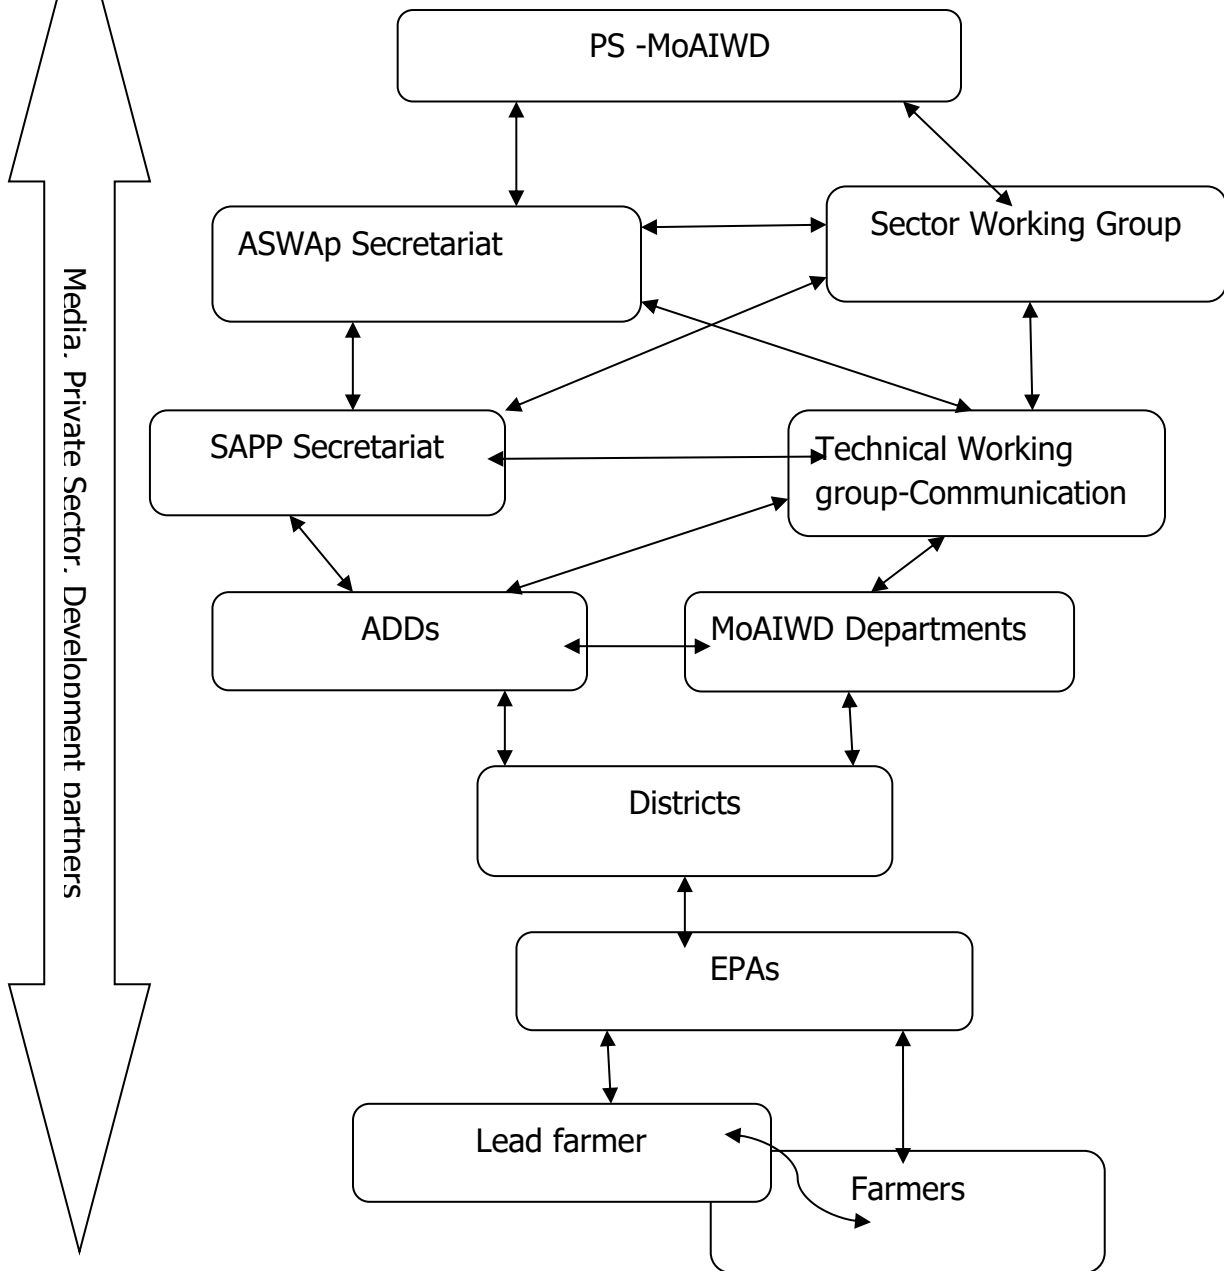 PS -MoAIWD
ASWAp Secretariat
Sector Working Group
SAPP Secretariat
Technical Working
group-Communication
ADDs
MoAIWD Departments
Districts
EPAs
Lead farmer
Farmers
Media, Private Sector, Development partners